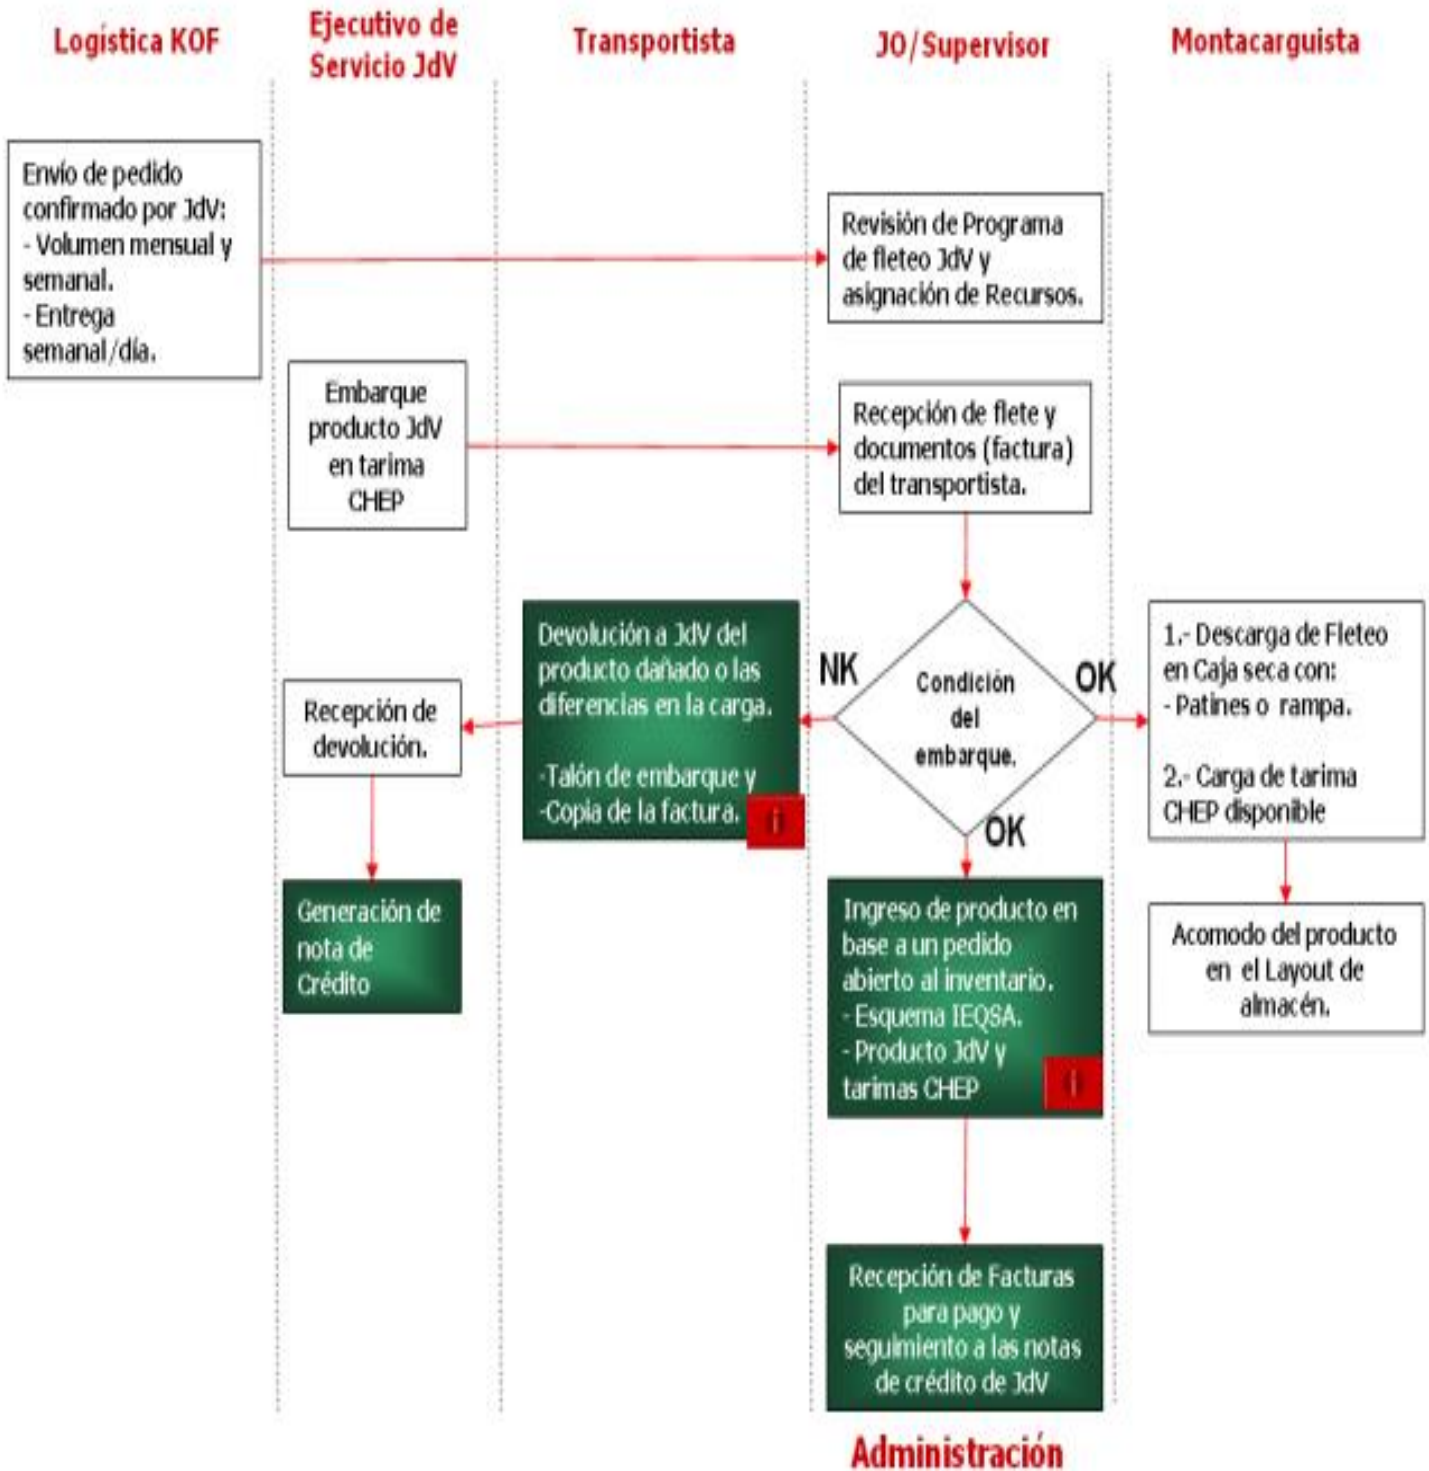 Logística KOF
Ejecutivo de
Servicio JdV
Transportista
JO/Supervisor
Montacarguista
Envío de pedido
confirmado por JdV:
- Volumen mensual y
semanal.
- Entrega
semanal/día.
Revisión de Programa
de fleteo JdV y
asignación de Recursos.
Embarque
producto JdV
en tarima
CHEP
Recepción de flete y
documentos (factura)
del transportista.
Condición
del
embarque.
NK
OK
OK
Devolución a JdV del
producto dañado o las
diferencias en la carga.
-Talón de embarque y
-Copia de la factura.
i
Recepción de
devolución.
Generación de
nota de
Crédito
1.- Descarga de Fleteo
en Caja seca con:
- Patines o rampa.
2.- Carga de tarima
CHEP disponible
Acomodo del producto
en el Layout de
almacén.
Ingreso de producto en
base a un pedido
abierto al inventario.
- Esquema IEQSA.
- Producto JdV y
tarimas CHEP
i
Recepción de Facturas
para pago y
seguimiento a las notas
de crédito de JdV
Administración